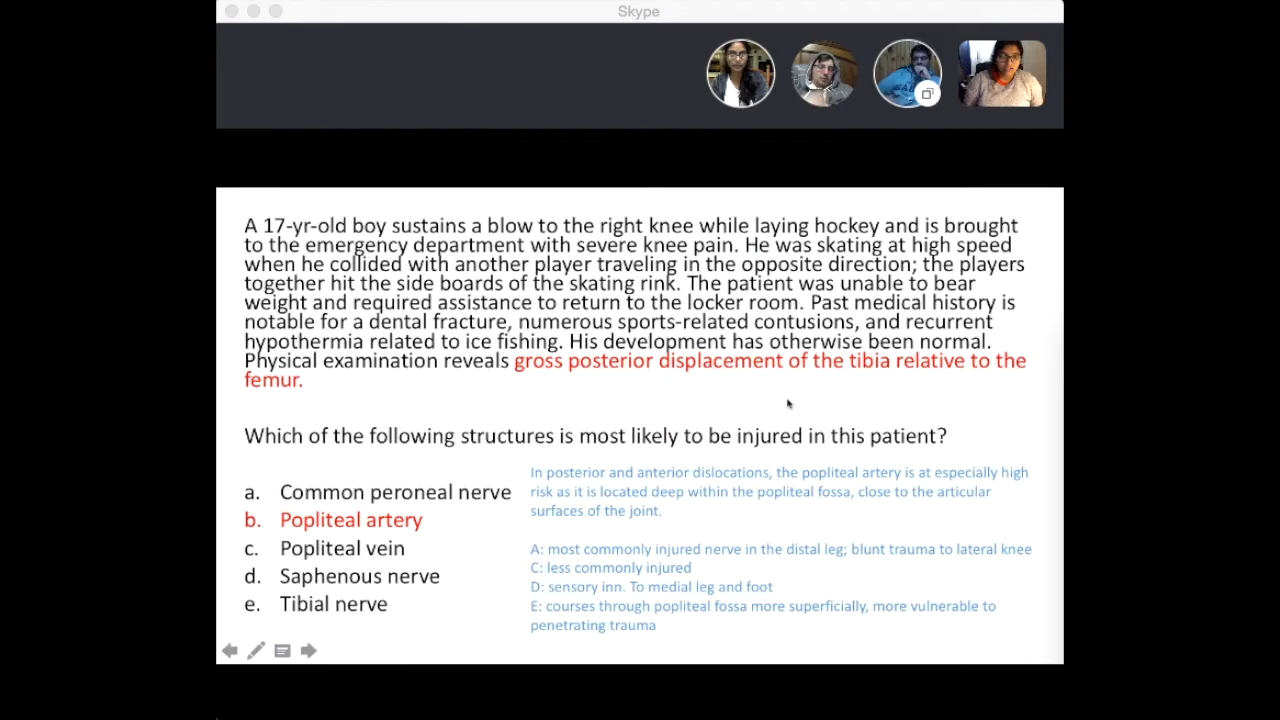 Skype
A 17-yr-old boy sustains a blow to the right knee while laying hockey and is brought
to the emergency department with severe knee pain. He was skating at high speed
when he collided with another player traveling in the opposite direction; the players
together hit the side boards of the skating rink. The patient was unable to bear
weight and required assistance to return to the locker room. Past medical history is
notable for a dental fracture, numerous sports-related contusions, and recurrent
hypothermia related to ice fishing. His development has otherwise been normal.
Physical examination reveals gross posterior displacement of the tibia relative to the
femur.
Which of the following structures is most likely to be injured in this patient?
a. Common peroneal nerve
b. Popliteal artery
c. Popliteal vein
d. Saphenous nerve
e. Tibial nerve
In posterior and anterior dislocations, the popliteal artery is at especially high
risk as it is located deep within the popliteal fossa, close to the articular
surfaces of the joint.
A: most commonly injured nerve in the distal leg; blunt trauma to lateral knee
C: less commonly injured
D: sensory inn. To medial leg and foot
E: courses through popliteal fossa more superficially, more vulnerable to
penetrating trauma